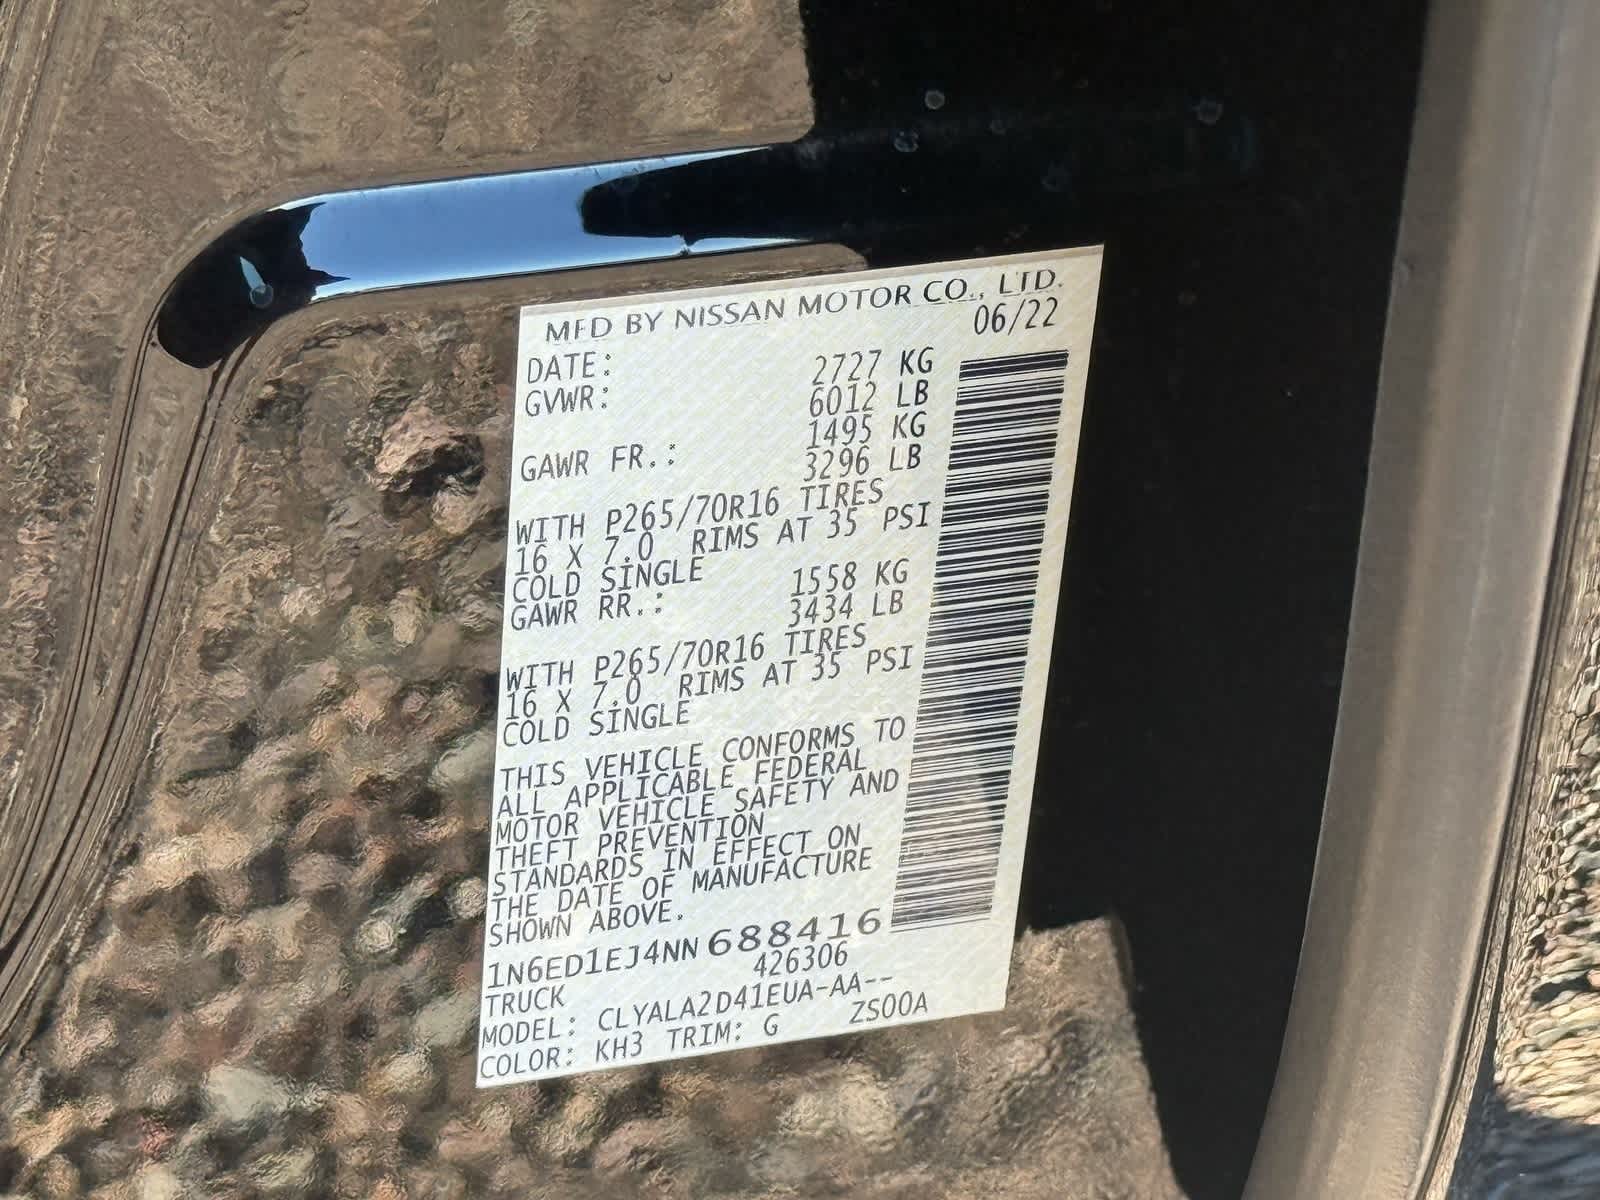 MFD BY NISSAN MOTOR CO., LTD.
DATE: 06/22
GVWR: 2727 KG
6012 LB
GAWR FR.: 1495 KG
3296 LB
WITH P265/70R16 TIRES
16 X 7.0 RIMS AT 35 PSI
COLD SINGLE
GAWR RR.: 1558 KG
3434 LB
WITH P265/70R16 TIRES
16 X 7.0 RIMS AT 35 PSI
COLD SINGLE
THIS VEHICLE CONFORMS TO
ALL APPLICABLE FEDERAL
MOTOR VEHICLE SAFETY AND
THEFT PREVENTION
STANDARDS IN EFFECT ON
THE DATE OF MANUFACTURE
SHOWN ABOVE.
1N6ED1EJ4NN688416
TRUCK 426306
MODEL: CLYALA2D41EUA-AA--
COLOR: KH3 TRIM: G ZS00A